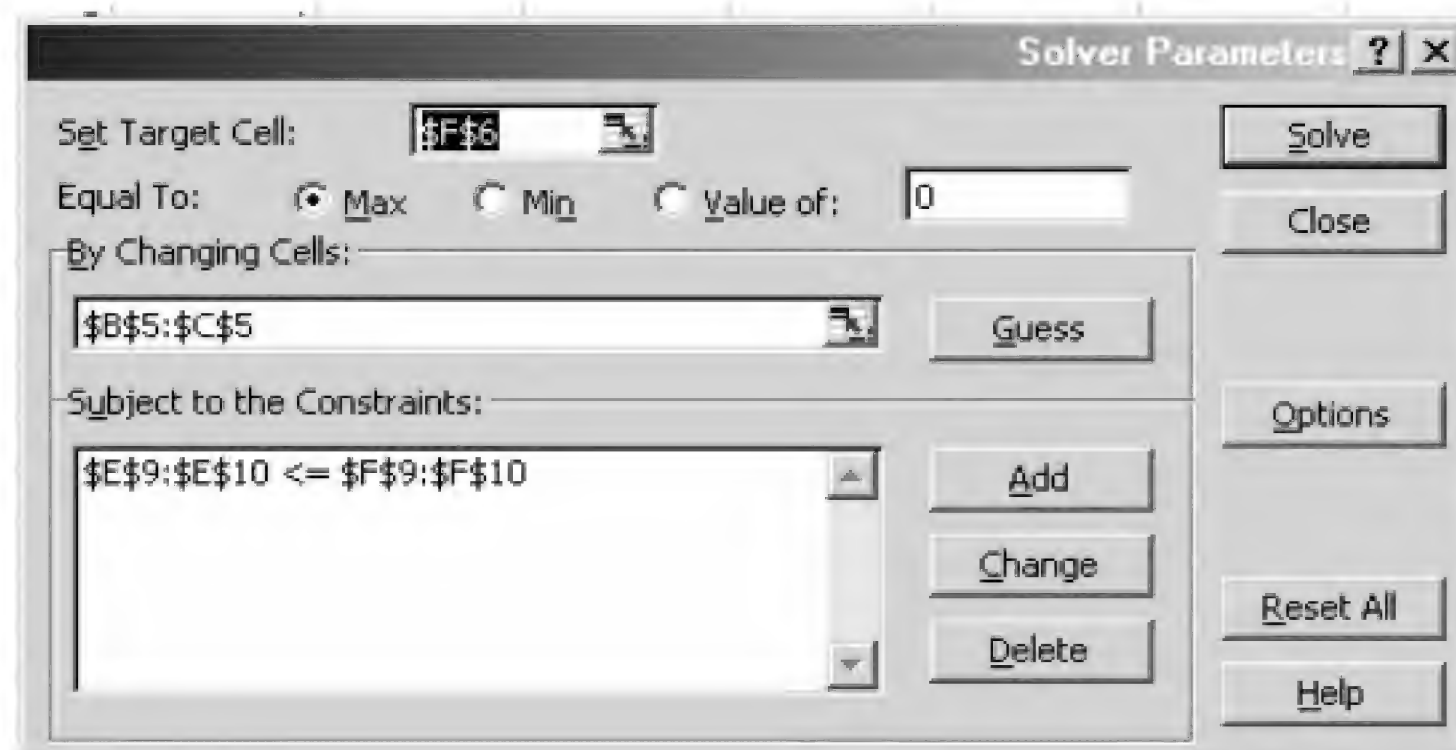 Solver Parameters
Set Target Cell: $F$6 Solve
Equal To: Max Min Value of: 0 Close
By Changing Cells:
$B$5:$C$5 Guess
Subject to the Constraints: Options
$E$9:$E$10 <= $F$9:$F$10 Add
Change
Reset All
Delete
Help